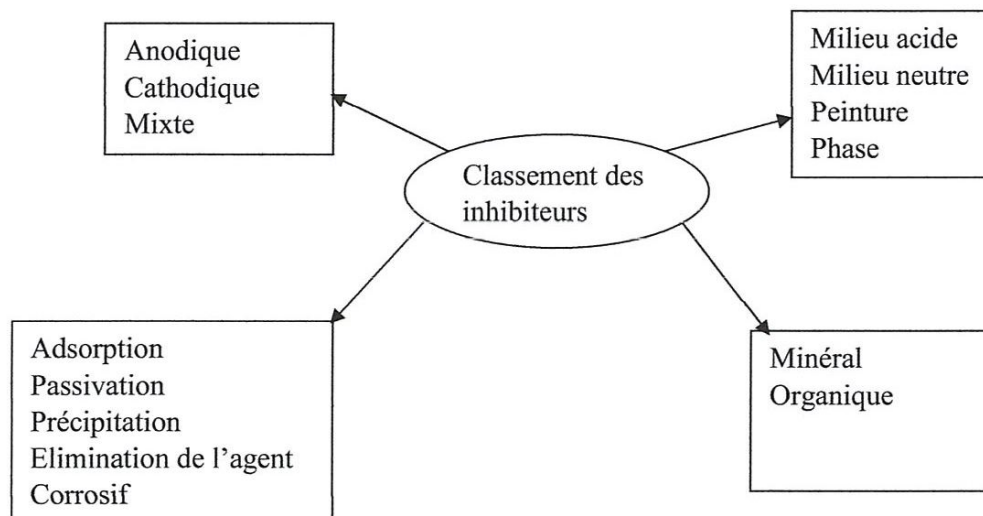 Anodique
Cathodique
Mixte
Milieu acide
Milieu neutre
Peinture
Phase
Classement des
inhibiteurs
Adsorption
Passivation
Précipitation
Elimination de l’agent
Corrosif
Minéral
Organique